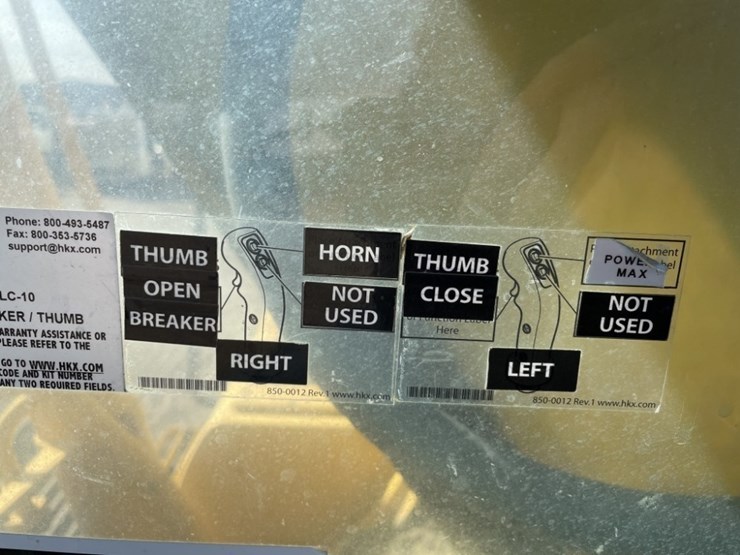 Phone: 800-493-5487
Fax: 800-353-5736
support@hkx.com
LC-10
KER / THUMB
ARRANTY ASSISTANCE OR
PLEASE REFER TO THE
GO TO WWW.HKX.COM
CODE AND KIT NUMBER
ANY TWO REQUIRED FIELDS.
THUMB
OPEN
BREAKER
HORN
NOT
USED
RIGHT
850-0012 Rev.1 www.hkx.com
THUMB
CLOSE
Here
chment
bel
POWE
MAX
NOT
USED
LEFT
850-0012 Rev.1 www.hkx.com